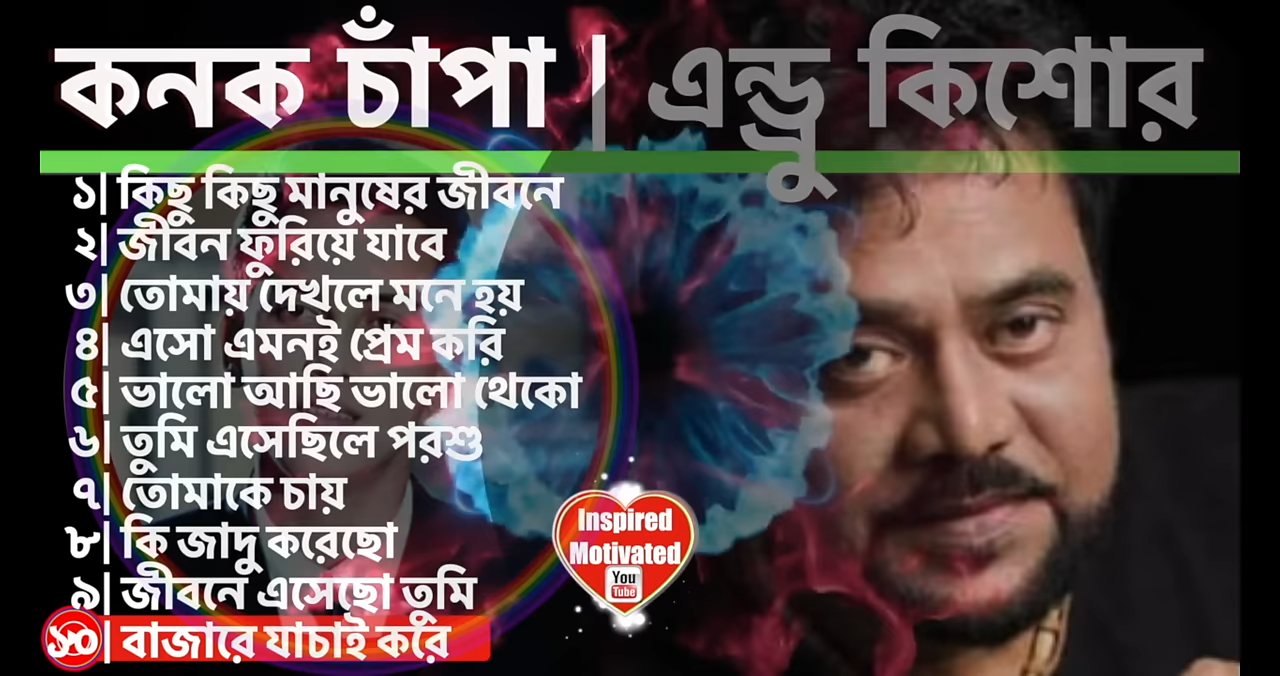 কনক চাঁপা | এন্ড্রু কিশোর
১| কিছু কিছু মানুষের জীবনে
২| জীবন ফুরিয়ে যাবে
৩| তোমায় দেখলে মনে হয়
৪| এসো এমনই প্রেম করি
৫| ভালো আছি ভালো থেকো
৬| তুমি এসেছিলে পরশু
৭| তোমাকে চায়
৮| কি জাদু করেছো
৯| জীবনে এসেছো তুমি
১০| বাজারে যাচাই করে
Inspired
Motivated
You
Tube